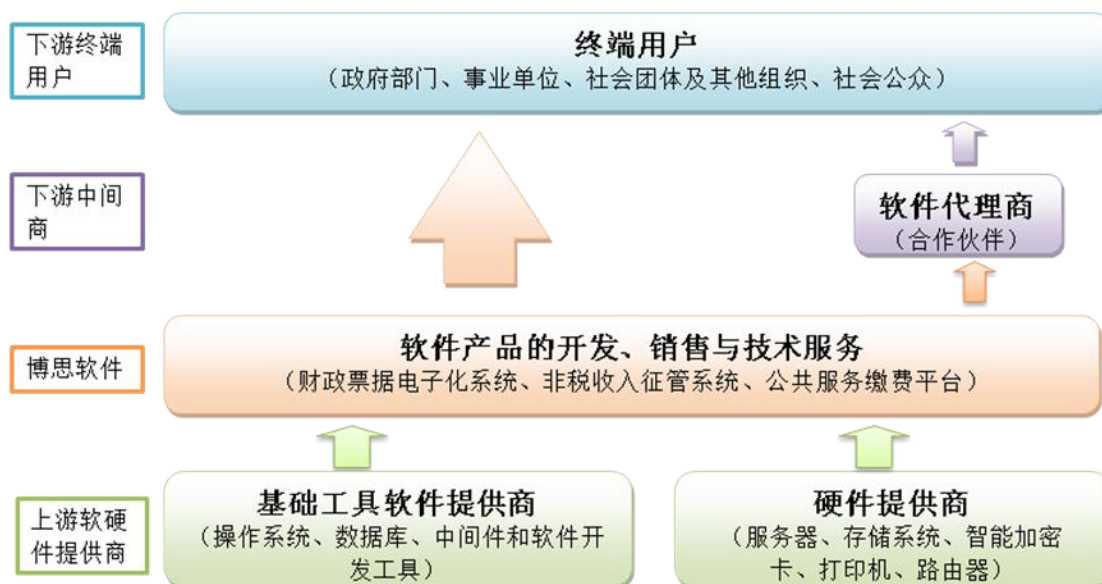 下游终端
用户
终端用户
（政府部门、事业单位、社会团体及其他组织、社会公众）
下游中间
商
软件代理商
（合作伙伴）
博思软件
软件产品的开发、销售与技术服务
（财政票据电子化系统、非税收入征管系统、公共服务缴费平台）
上游软硬
件提供商
基础工具软件提供商
（操作系统、数据库、中间件和软件开
发工具）
硬件提供商
（服务器、存储系统、智能加密
卡、打印机、路由器）